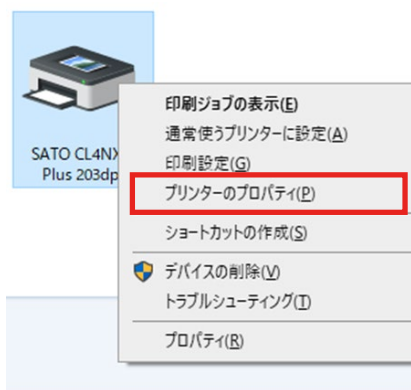 SATO CL4NX
Plus 203dp
印刷ジョブの表示(E)
通常使うプリンターに設定(A)
印刷設定(G)
プリンターのプロパティ(P)
ショートカットの作成(S)
デバイスの削除(V)
トラブルシューティング(T)
プロパティ(R)